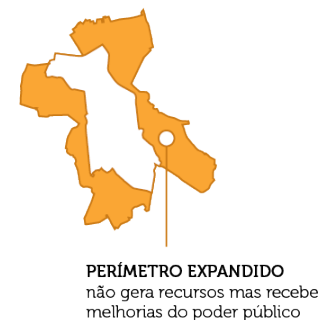 PERÍMETRO EXPANDIDO
não gera recursos mas recebe
melhorias do poder público